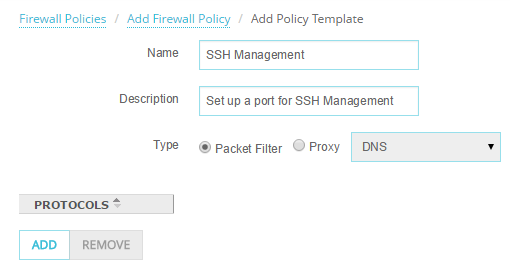 Firewall Policies / Add Firewall Policy / Add Policy Template
Name SSH Management
Description Set up a port for SSH Management
Type Packet Filter Proxy DNS
PROTOCOLS
ADD REMOVE